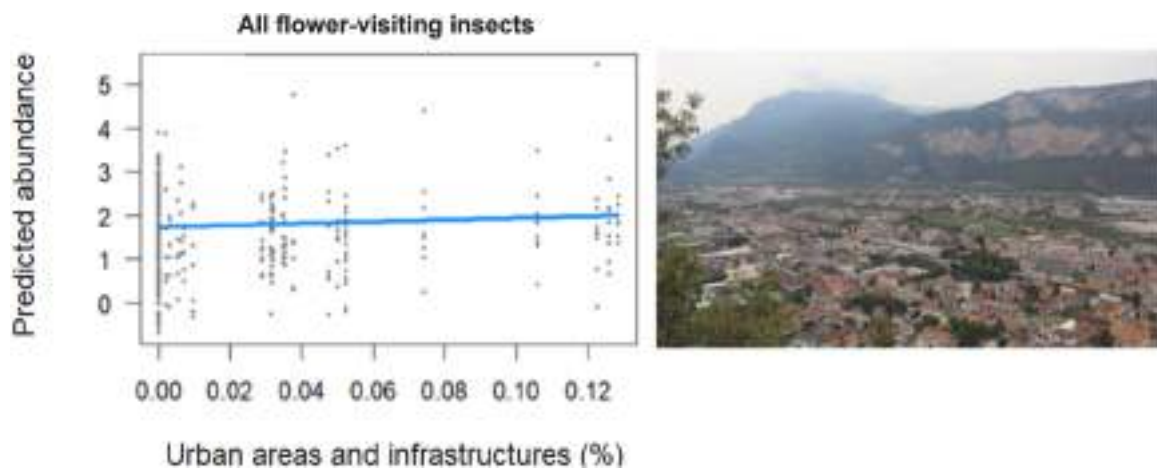 All flower-visiting insects
Predicted abundance
5
4
3
2
1
0
0.00 0.02 0.04 0.06 0.08 0.10 0.12
Urban areas and infrastructures (%)